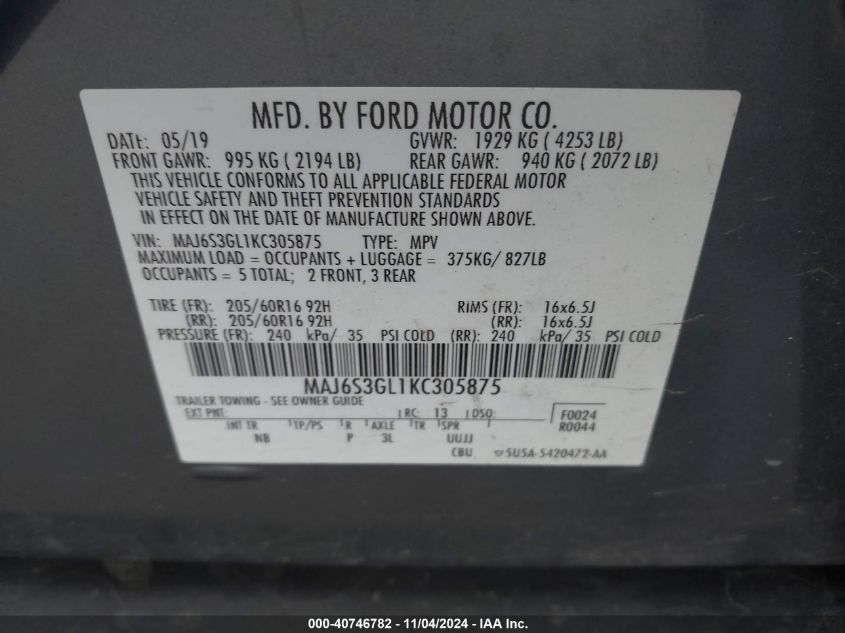 MFD. BY FORD MOTOR CO.
DATE: 05/19 GVWR: 1929 KG ( 4253 LB)
FRONT GAWR: 995 KG ( 2194 LB) REAR GAWR: 940 KG ( 2072 LB)
THIS VEHICLE CONFORMS TO ALL APPLICABLE FEDERAL MOTOR
VEHICLE SAFETY AND THEFT PREVENTION STANDARDS
IN EFFECT ON THE DATE OF MANUFACTURE SHOWN ABOVE.
VIN: MAJ6S3GL1KC305875 TYPE: MPV
MAXIMUM LOAD = OCCUPANTS + LUGGAGE = 375KG/ 827LB
OCCUPANTS = 5 TOTAL; 2 FRONT, 3 REAR
TIRE (FR): 205/60R16 92H RIMS (FR): 16x6.5J
(RR): 205/60R16 92H (RR): 16x6.5J
PRESSURE (FR): 240 kPa/ 35 PSI COLD (RR): 240 kPa/ 35 PSI COLD
MAJ6S3GL1KC305875
TRAILER TOWING - SEE OWNER GUIDE
EXT PNT: RC: 13 DSO: F0024
INT TR TP/PS R AXLE TR SPR R0044
NB P 3L UUJJ
CBU 5U5A-5420472-AA
000-40746782 - 11/04/2024 - IAA Inc.